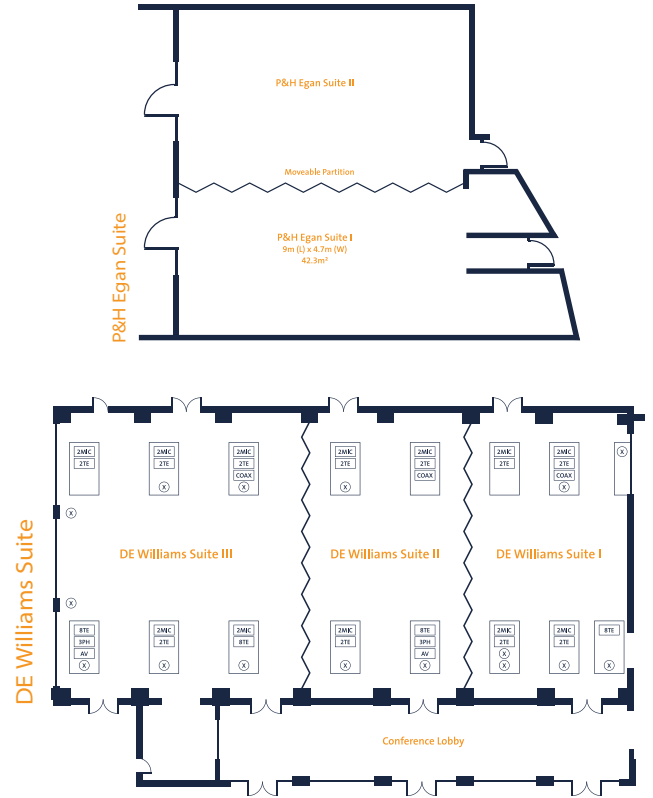 P&H Egan Suite
P&H Egan Suite II
Moveable Partition
P&H Egan Suite I
9m (L) x 4.7m (W)
42.3m²
DE Williams Suite
2MIC
2TE
2MIC
2TE
X
2MIC
2TE
COAX
X
2MIC
2TE
X
2MIC
2TE
COAX
2MIC
2TE
2MIC
2TE
COAX
X
X
X
DE Williams Suite III
DE Williams Suite II
DE Williams Suite I
X
8TE
3PH
AV
X
2MIC
2TE
X
2MIC
8TE
X
2MIC
2TE
X
8TE
3PH
AV
X
2MIC
2TE
X
X
2MIC
2TE
X
8TE
X
Conference Lobby